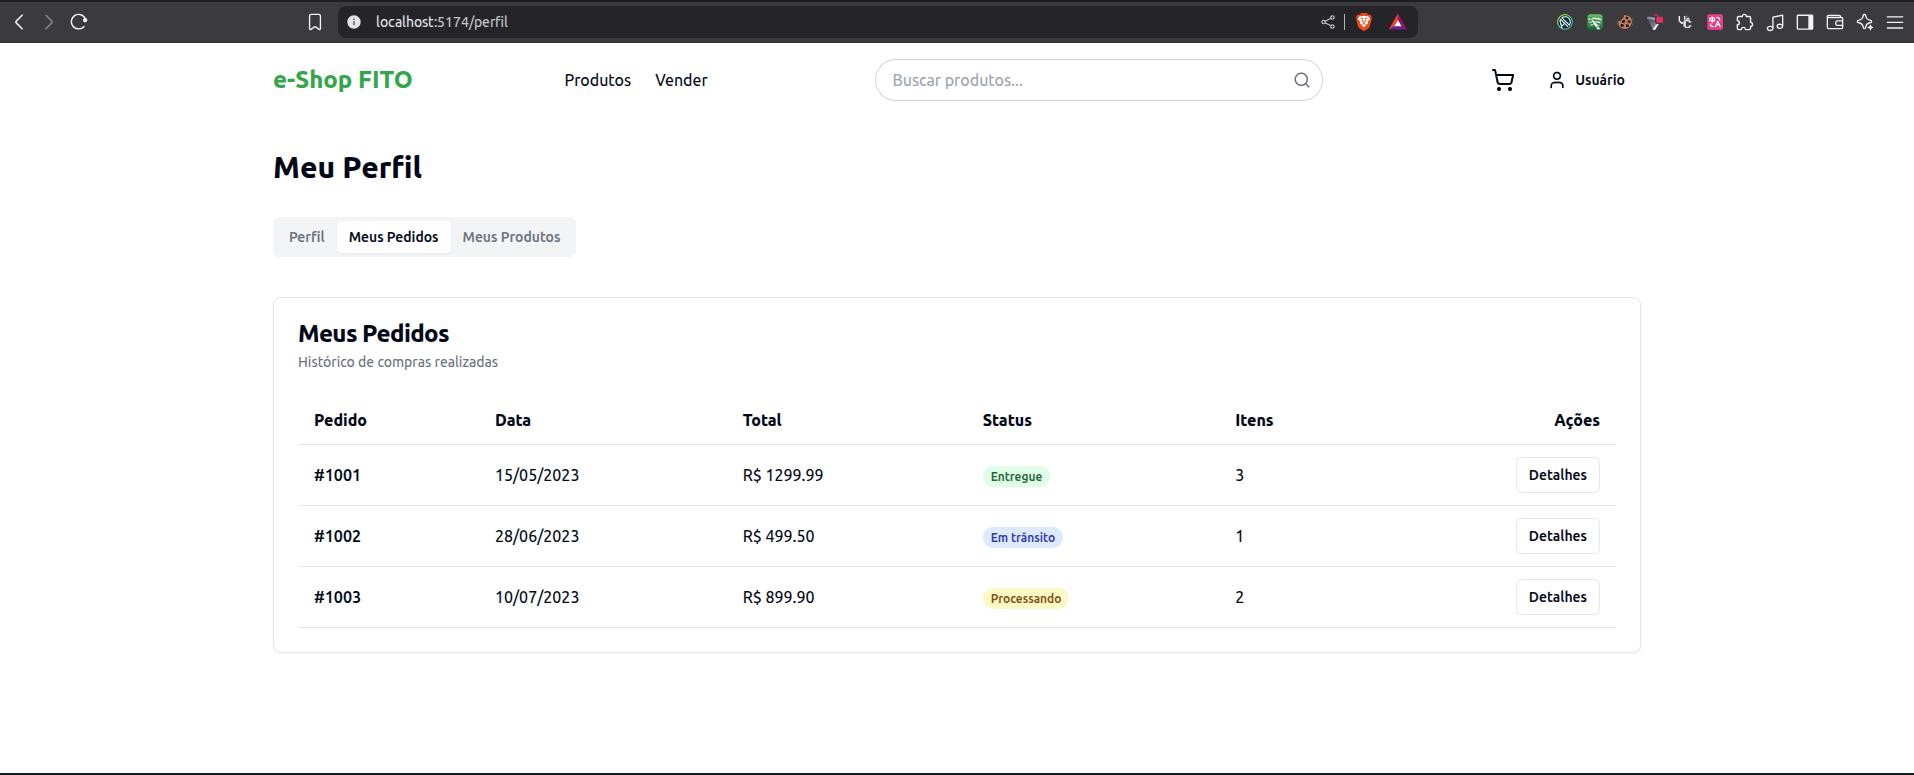 localhost:5174/perfil
e-Shop FITO
Produtos Vender
Buscar produtos...
Usuário
Meu Perfil
Perfil Meus Pedidos Meus Produtos
Meus Pedidos
Histórico de compras realizadas
Pedido Data Total Status Itens Ações
#1001 15/05/2023 R$ 1299.99 Entregue 3 Detalhes
#1002 28/06/2023 R$ 499.50 Em trânsito 1 Detalhes
#1003 10/07/2023 R$ 899.90 Processando 2 Detalhes